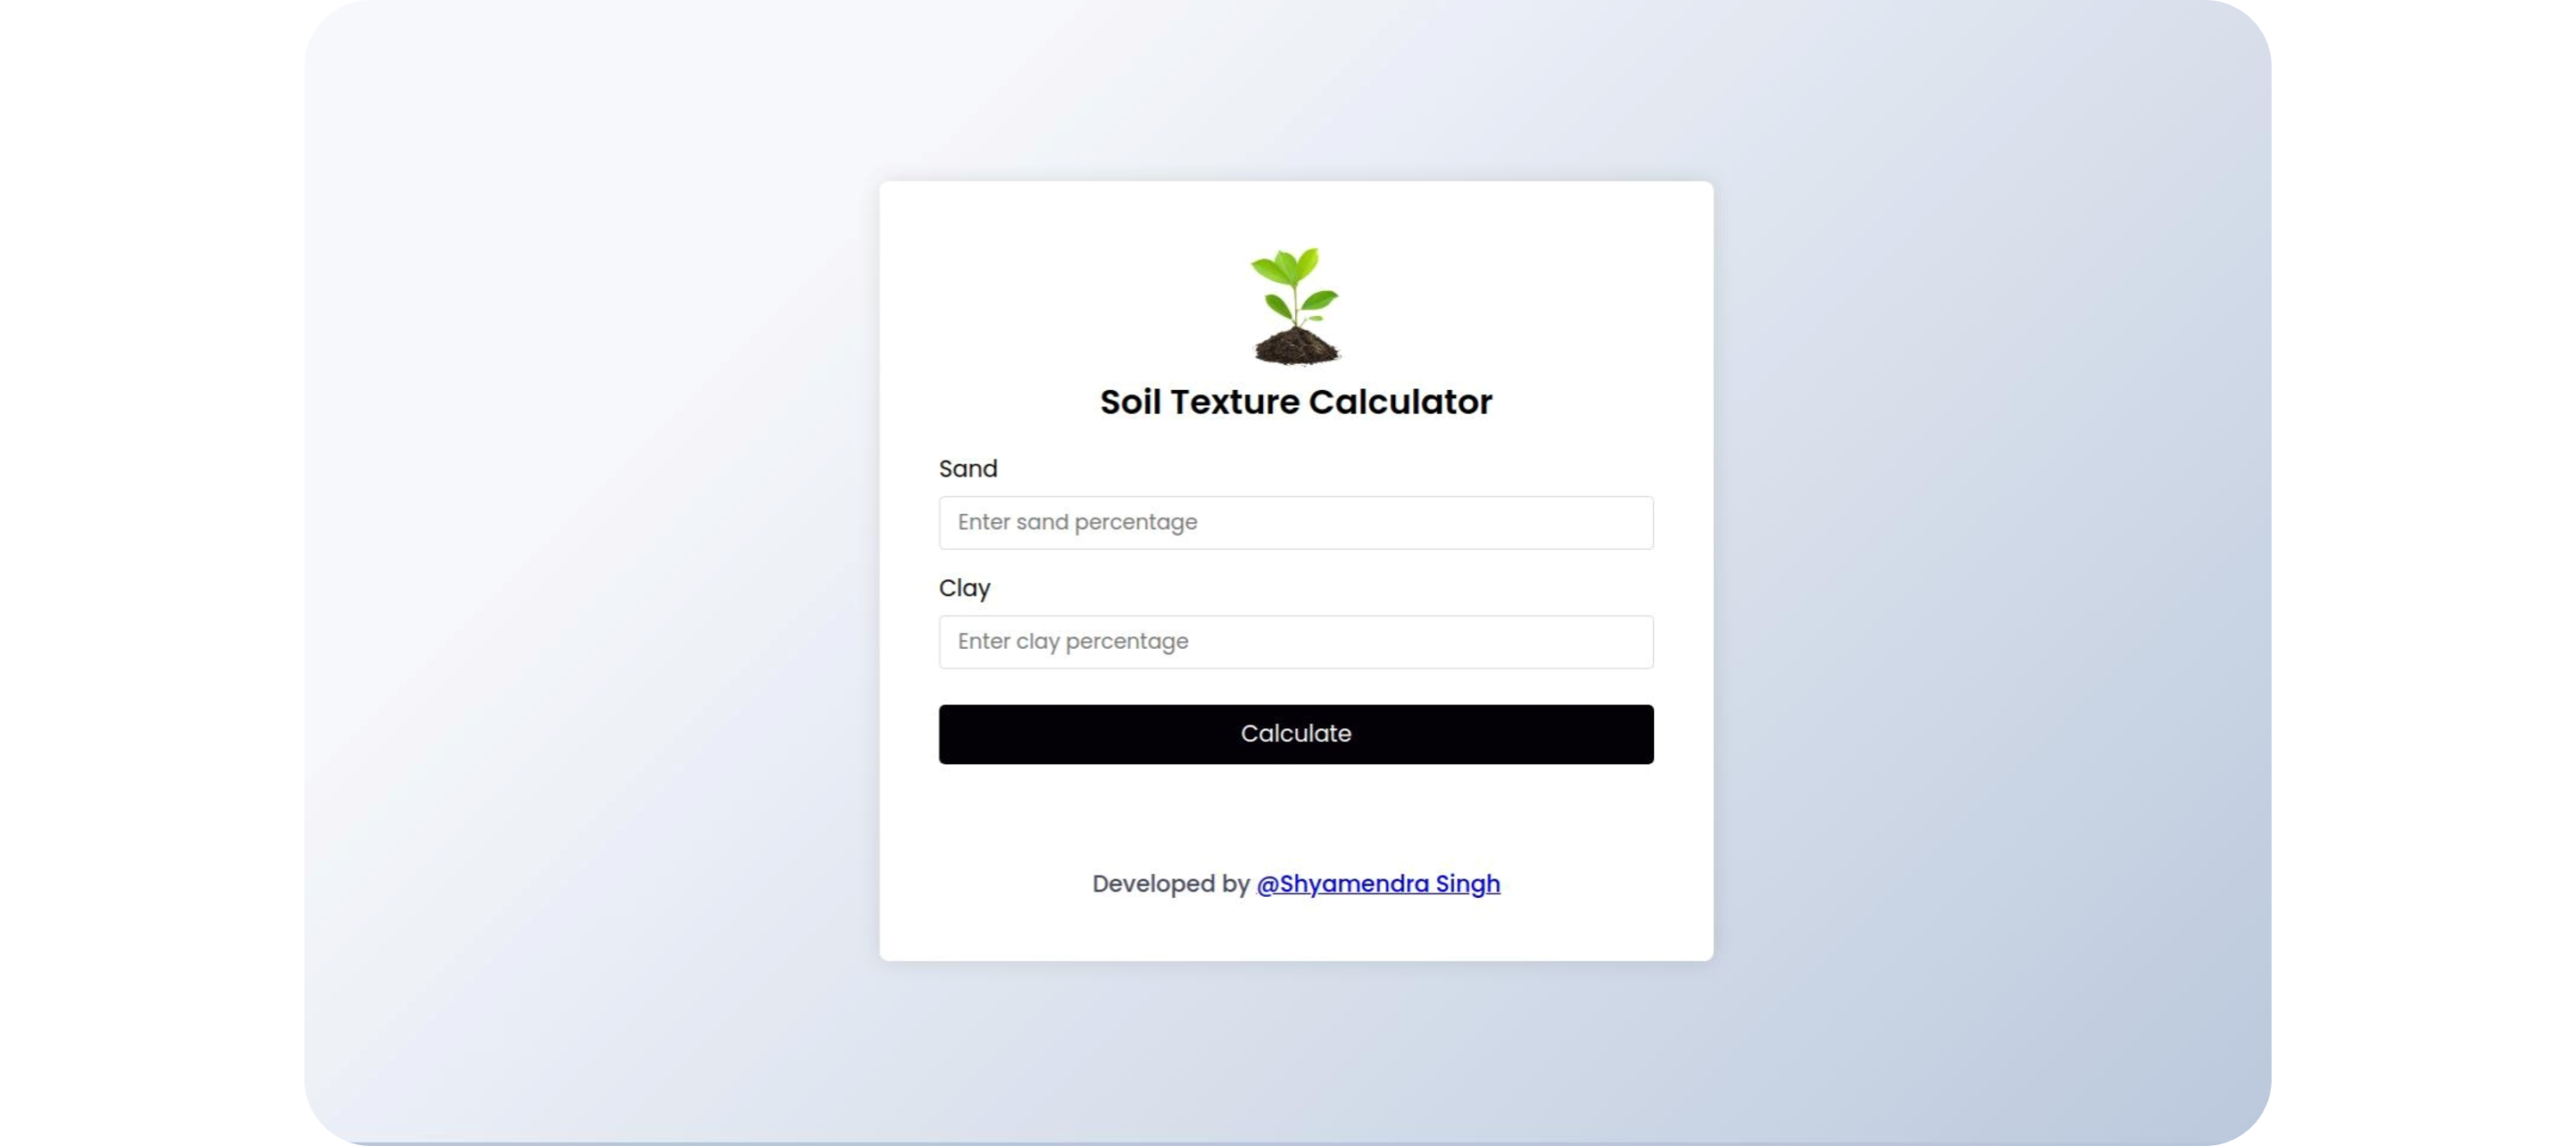 Soil Texture Calculator
Sand
Enter sand percentage
Clay
Enter clay percentage
Calculate
Developed by @Shyamendra Singh